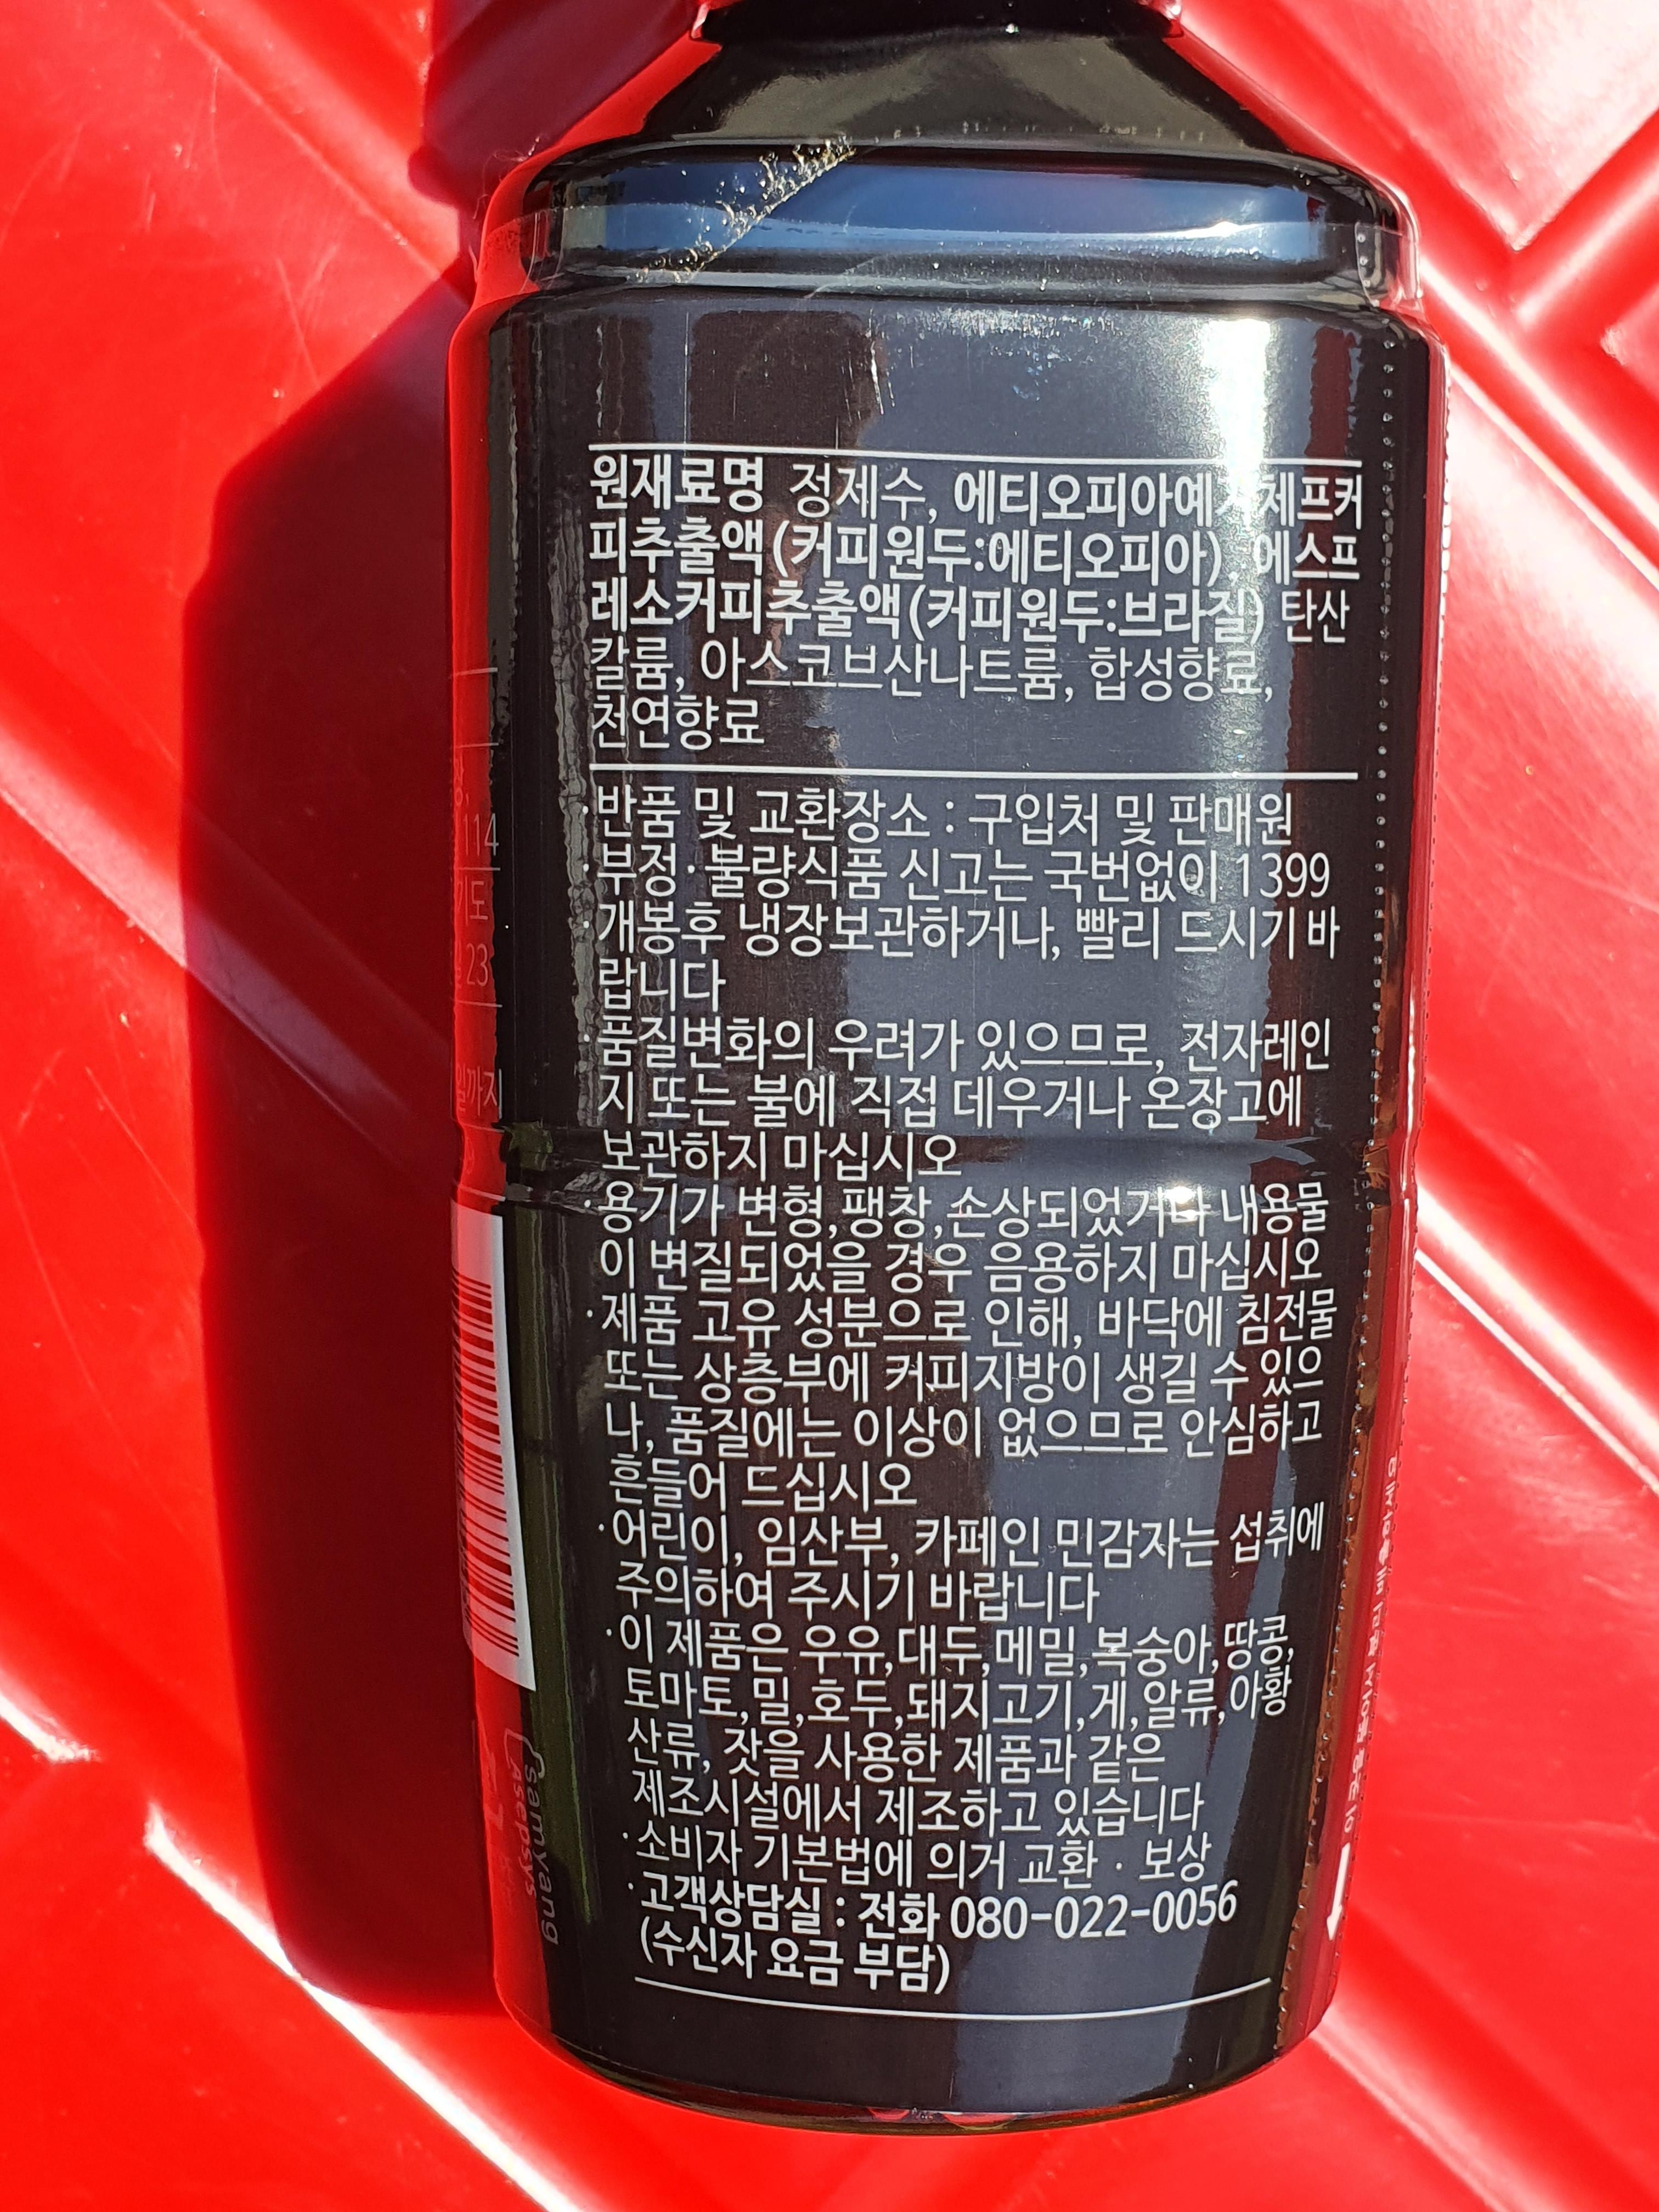 원재료명 정제수, 에티오피아예가체프커
피추출액(커피원두:에티오피아), 에스프
레소커피추출액(커피원두:브라질) 탄산
칼륨, 아스코브산나트륨, 합성향료,
천연향료
·반품 및 교환장소 : 구입처 및 판매원
·부정·불량식품 신고는 국번없이 1399
·개봉후 냉장보관하거나, 빨리 드시기 바
랍니다
·품질변화의 우려가 있으므로, 전자레인
지 또는 불에 직접 데우거나 온장고에
보관하지 마십시오
·용기가 변형,팽창,손상되었거나 내용물
이 변질되었을 경우 음용하지 마십시오
·제품 고유 성분으로 인해, 바닥에 침전물
또는 상층부에 커피지방이 생길 수 있으
나, 품질에는 이상이 없으므로 안심하고
흔들어 드십시오
·어린이, 임산부, 카페인 민감자는 섭취에
주의하여 주시기 바랍니다
·이 제품은 우유,대두,메밀,복숭아,땅콩,
토마토,밀,호두,돼지고기,게,알류,아황
산류, 잣을 사용한 제품과 같은
제조시설에서 제조하고 있습니다
·소비자 기본법에 의거 교환 · 보상
·고객상담실 : 전화 080-022-0056
(수신자 요금 부담)
114
도
23
일까지
samyang
asepsys